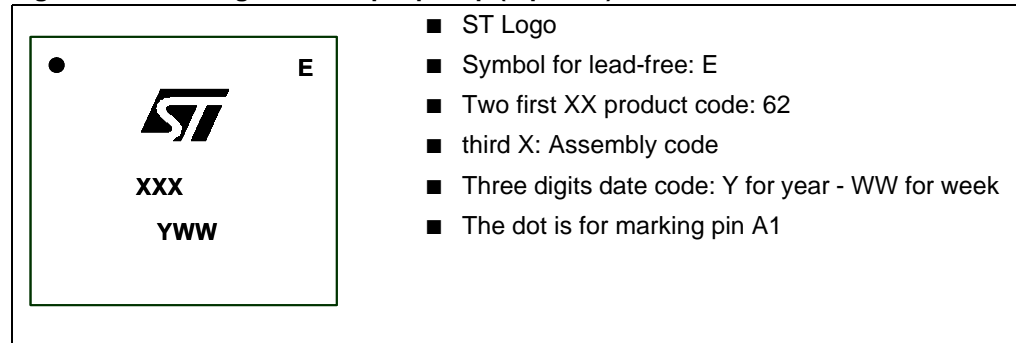 ■ ST Logo
■ Symbol for lead-free: E
■ Two first XX product code: 62
■ third X: Assembly code
■ Three digits date code: Y for year - WW for week
■ The dot is for marking pin A1
E
ST
XXX
YWW